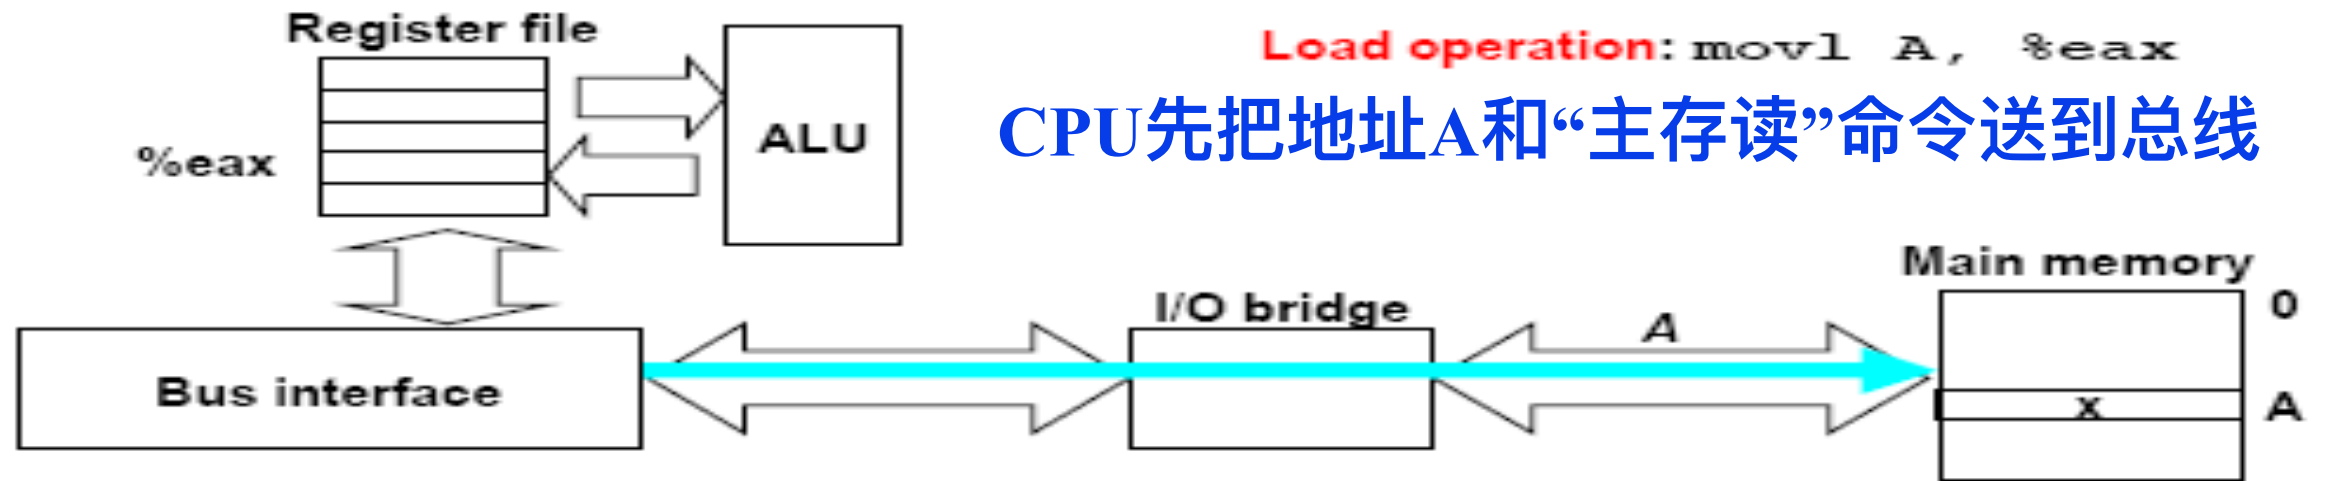 Register file
Load operation: movl A, %eax
CPU先把地址A和“主存读”命令送到总线
ALU
%eax
Main memory
I/O bridge
0
A
Bus interface
x
A